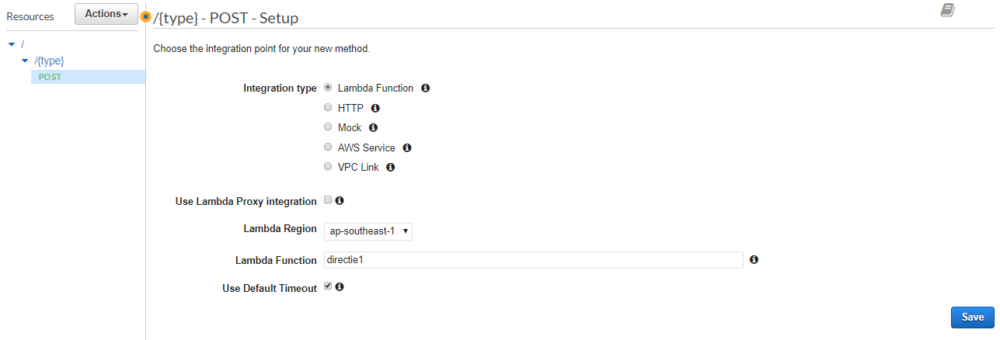 Resources
Actions
/{type} - POST - Setup
/
/{type}
POST
Choose the integration point for your new method.
Integration type
Lambda Function
HTTP
Mock
AWS Service
VPC Link
Use Lambda Proxy integration
Lambda Region ap-southeast-1
Lambda Function directie1
Use Default Timeout
Save